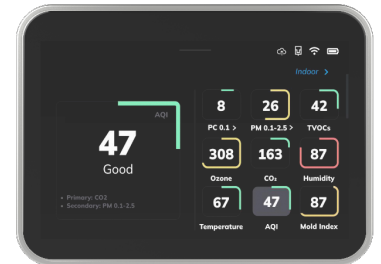 Indoor >
AQI
47
Good
• Primary: CO2
• Secondary: PM 0.1-2.5
8
26
42
PC 0.1 >
PM 0.1-2.5 >
TVOCs
308
163
87
Ozone
CO₂
Humidity
67
47
87
Temperature
AQI
Mold Index